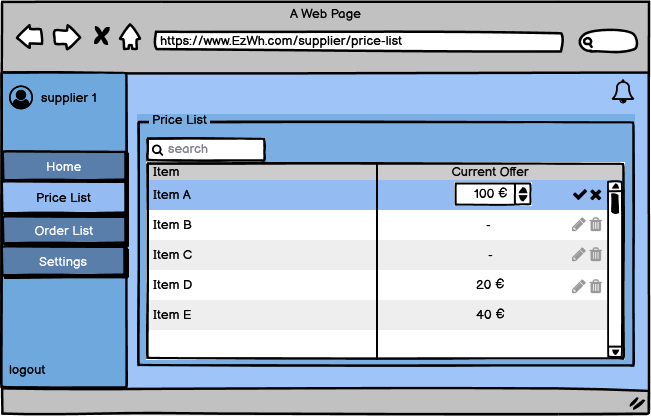 A Web Page
https://www.EzWh.com/supplier/price-list
supplier 1
Price List
search
Home
Price List
Order List
Settings
logout
Item Current Offer
Item A 100 €
Item B -
Item C -
Item D 20 €
Item E 40 €